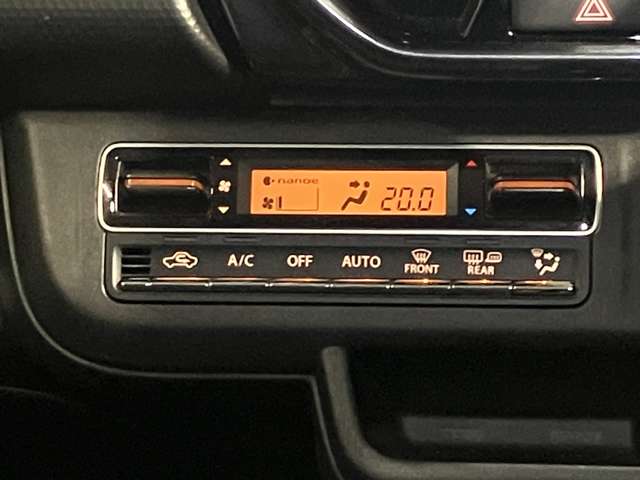 nanoe
20.0
A/C OFF AUTO FRONT REAR